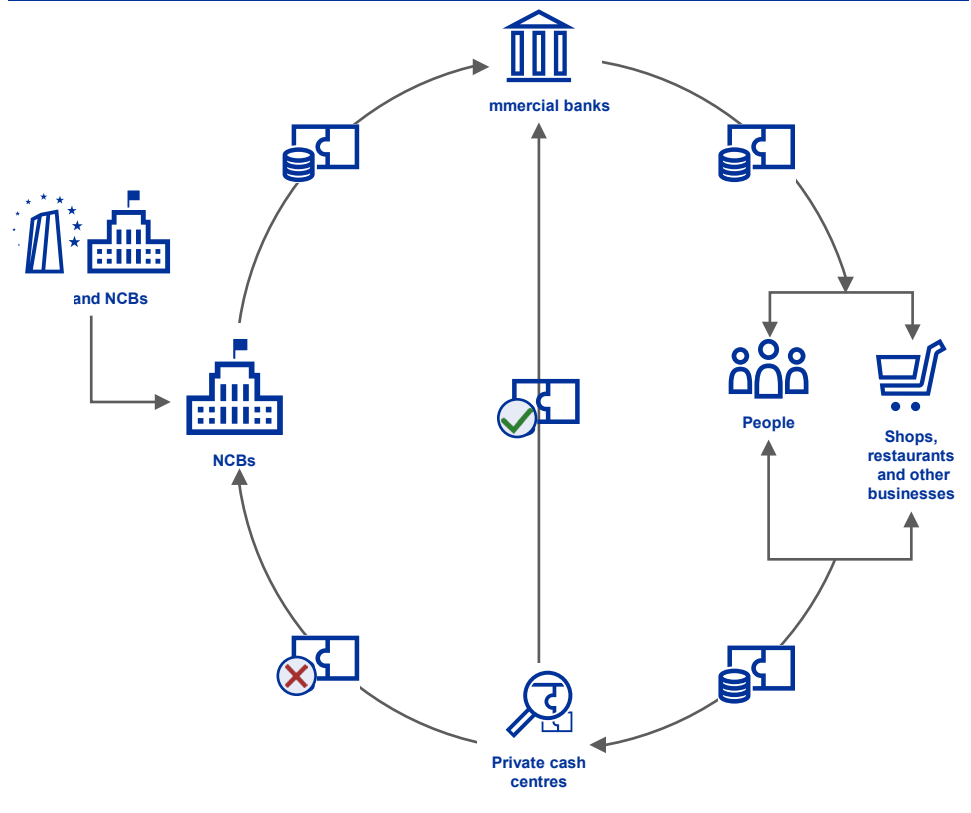 mmercial banks
and NCBs
NCBs
People
Shops,
restaurants
and other
businesses
Private cash
centres